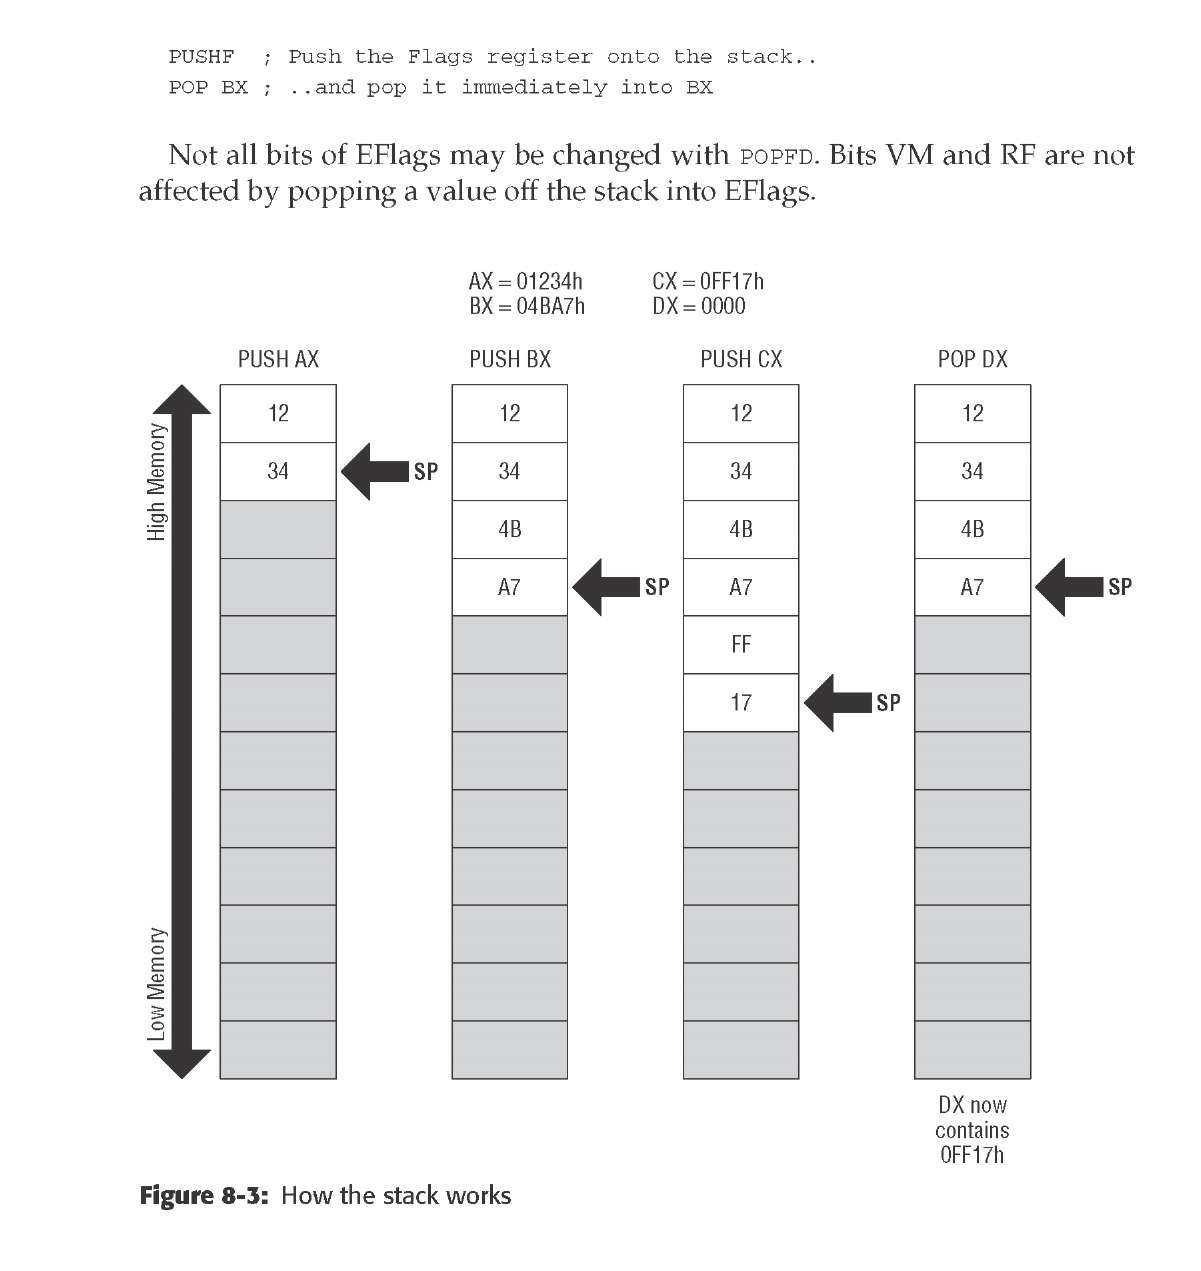 PUSHF ; Push the Flags register onto the stack..
POP BX ; ..and pop it immediately into BX
Not all bits of EFlags may be changed with POPFD. Bits VM and RF are not
affected by popping a value off the stack into EFlags.
AX = 01234h CX = 0FF17h
BX = 04BA7h DX = 0000
PUSH AX PUSH BX PUSH CX POP DX
High Memory
12 12 12 12
34 SP 34 34 34
4B 4B 4B
A7 SP A7 A7 SP
FF
17 SP
Low Memory
DX now
contains
0FF17h
Figure 8-3: How the stack works